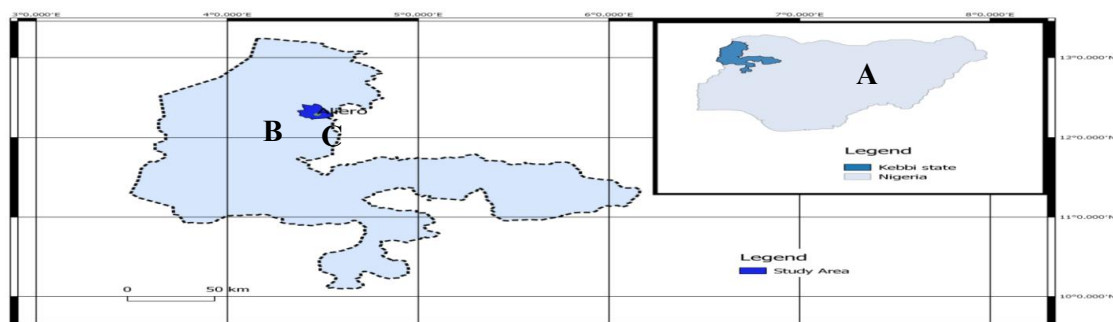 3°0.000'E 4°0.000'E 5°0.000'E 6°0.000'E 7°0.000'E 8°0.000'E
13°0.000'N
A
Aliero
B
C
12°0.000'N
Legend
Kebbi state
Nigeria
11°0.000'N
Legend
Study Area
0 50 km
10°0.000'N